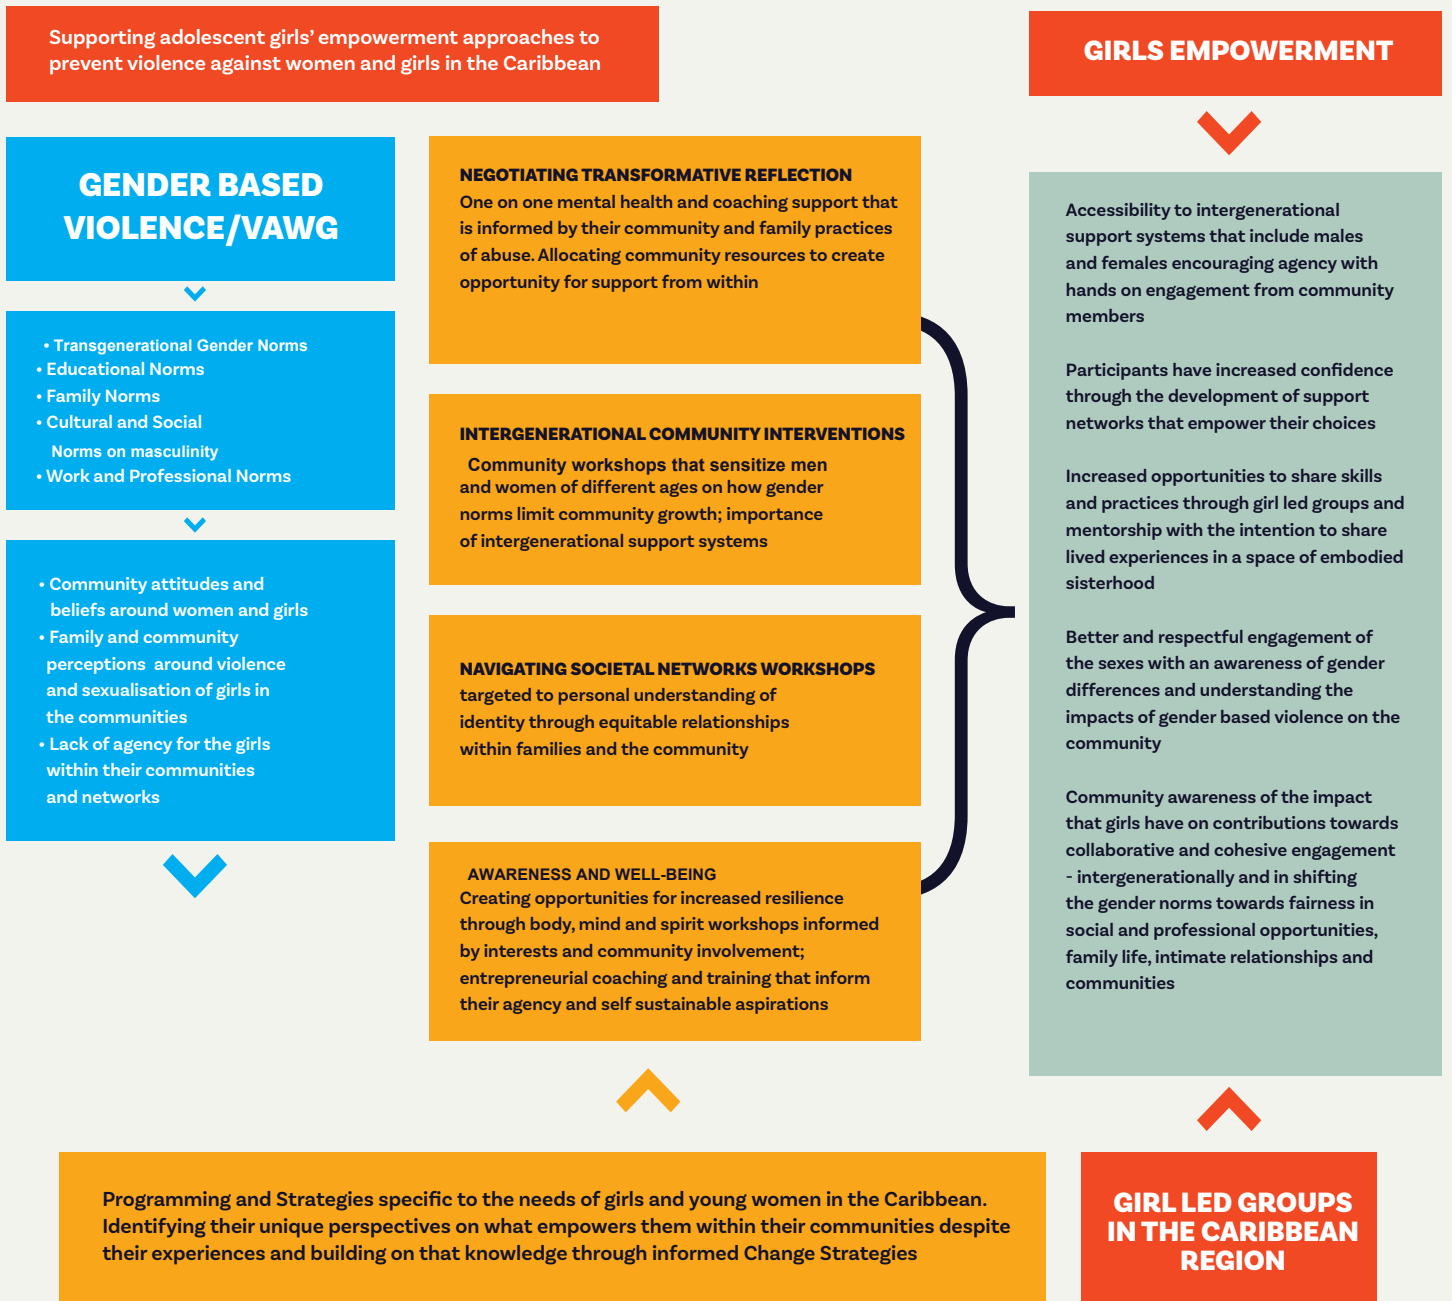 Supporting adolescent girls’ empowerment approaches to
prevent violence against women and girls in the Caribbean
GENDER BASED
VIOLENCE/VAWG
• Transgenerational Gender Norms
• Educational Norms
• Family Norms
• Cultural and Social
Norms on masculinity
• Work and Professional Norms
• Community attitudes and
beliefs around women and girls
• Family and community
perceptions around violence
and sexualisation of girls in
the communities
• Lack of agency for the girls
within their communities
and networks
NEGOTIATING TRANSFORMATIVE REFLECTION
One on one mental health and coaching support that
is informed by their community and family practices
of abuse. Allocating community resources to create
opportunity for support from within
INTERGENERATIONAL COMMUNITY INTERVENTIONS
Community workshops that sensitize men
and women of different ages on how gender
norms limit community growth; importance
of intergenerational support systems
NAVIGATING SOCIETAL NETWORKS WORKSHOPS
targeted to personal understanding of
identity through equitable relationships
within families and the community
AWARENESS AND WELL-BEING
Creating opportunities for increased resilience
through body, mind and spirit workshops informed
by interests and community involvement;
entrepreneurial coaching and training that inform
their agency and self sustainable aspirations
Programming and Strategies specific to the needs of girls and young women in the Caribbean.
Identifying their unique perspectives on what empowers them within their communities despite
their experiences and building on that knowledge through informed Change Strategies
GIRLS EMPOWERMENT
Accessibility to intergenerational
support systems that include males
and females encouraging agency with
hands on engagement from community
members
Participants have increased confidence
through the development of support
networks that empower their choices
Increased opportunities to share skills
and practices through girl led groups and
mentorship with the intention to share
lived experiences in a space of embodied
sisterhood
Better and respectful engagement of
the sexes with an awareness of gender
differences and understanding the
impacts of gender based violence on the
community
Community awareness of the impact
that girls have on contributions towards
collaborative and cohesive engagement
- intergenerationally and in shifting
the gender norms towards fairness in
social and professional opportunities,
family life, intimate relationships and
communities
GIRL LED GROUPS
IN THE CARIBBEAN
REGION